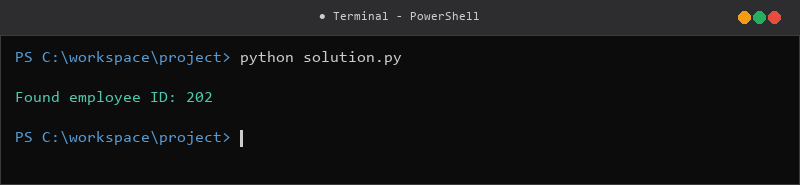 ● Terminal - PowerShell
PS C:\workspace\project> python solution.py
Found employee ID: 202
PS C:\workspace\project>